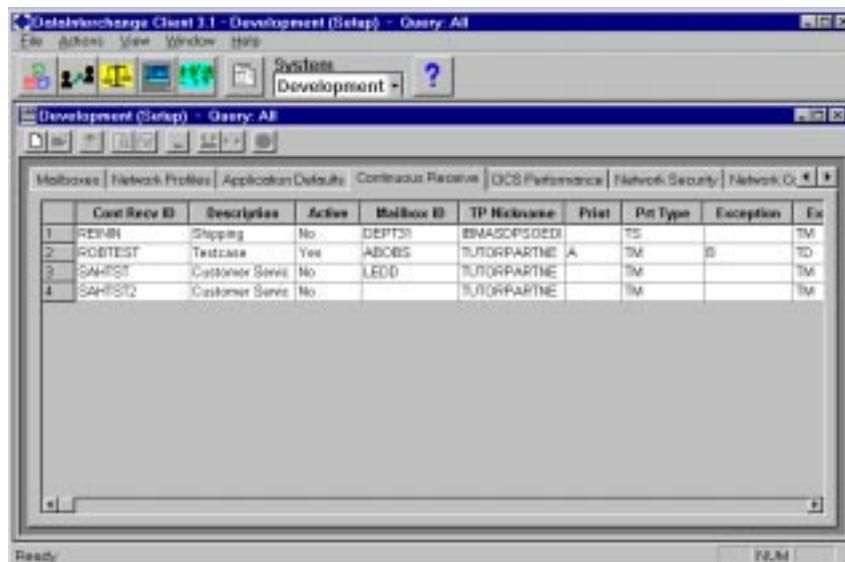 DataInterchange Client 3.1 - Development (Setup) - Query: All
File Actions View Window Help
System
Development
?
Development (Setup) - Query: All
Mailboxes Network Profiles Application Defaults Continuous Receive CICS Performance Network Security Network
Cont Recv ID Description Active Mailbox ID TP Nickname Print Prt Type Exception Ex
1 REININ Shipping No DEPT31 TS TM
2 ROBTEST Testcase Yes ABOBS TUTORPARTNE A TM B TD
3 SAHTST Customer Servic No TUTORPARTNE TM TM
4 SAHTST2 Customer Servic No TUTORPARTNE TM TM
Ready NUM